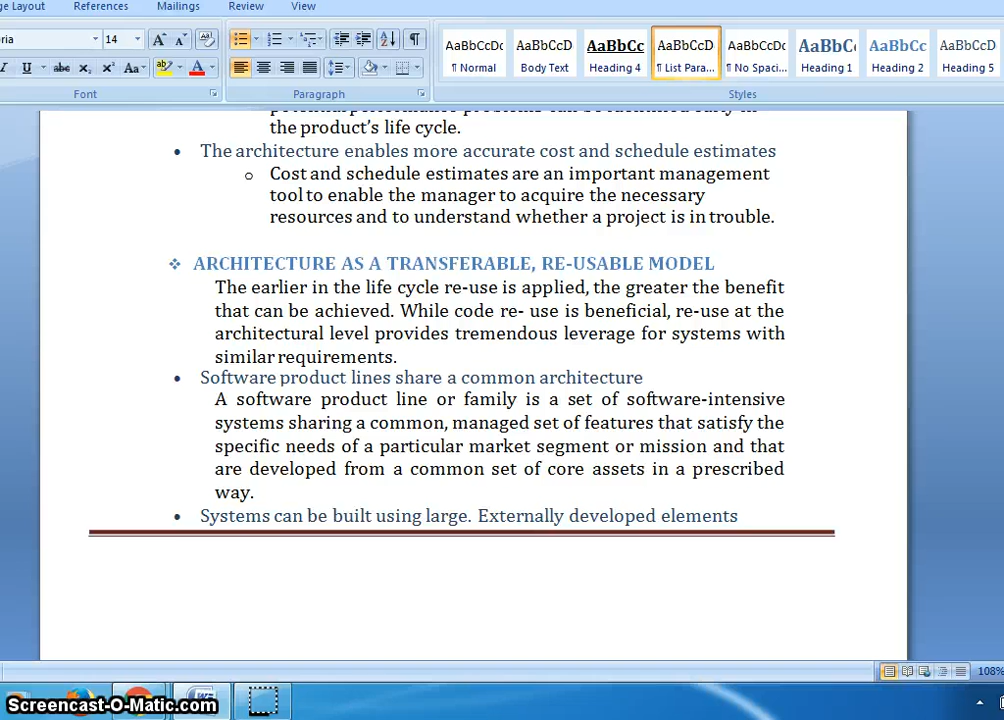 ge Layout References Mailings Review View
ria 14
Font Paragraph Styles
AaBbCcDc AaBbCcD AaBbCc AaBbCcD AaBbCcDc AaBbC AaBbCcD AaBbCcD
¶ Normal Body Text Heading 4 ¶ List Para... ¶ No Spaci... Heading 1 Heading 2 Heading 5
potential performance problems can be identified early in
the product's life cycle.
• The architecture enables more accurate cost and schedule estimates
o Cost and schedule estimates are an important management
tool to enable the manager to acquire the necessary
resources and to understand whether a project is in trouble.
❖ ARCHITECTURE AS A TRANSFERABLE, RE-USABLE MODEL
The earlier in the life cycle re-use is applied, the greater the benefit
that can be achieved. While code re- use is beneficial, re-use at the
architectural level provides tremendous leverage for systems with
similar requirements.
• Software product lines share a common architecture
A software product line or family is a set of software-intensive
systems sharing a common, managed set of features that satisfy the
specific needs of a particular market segment or mission and that
are developed from a common set of core assets in a prescribed
way.
• Systems can be built using large. Externally developed elements
108%
SCREENCAST-O-MATIC.com